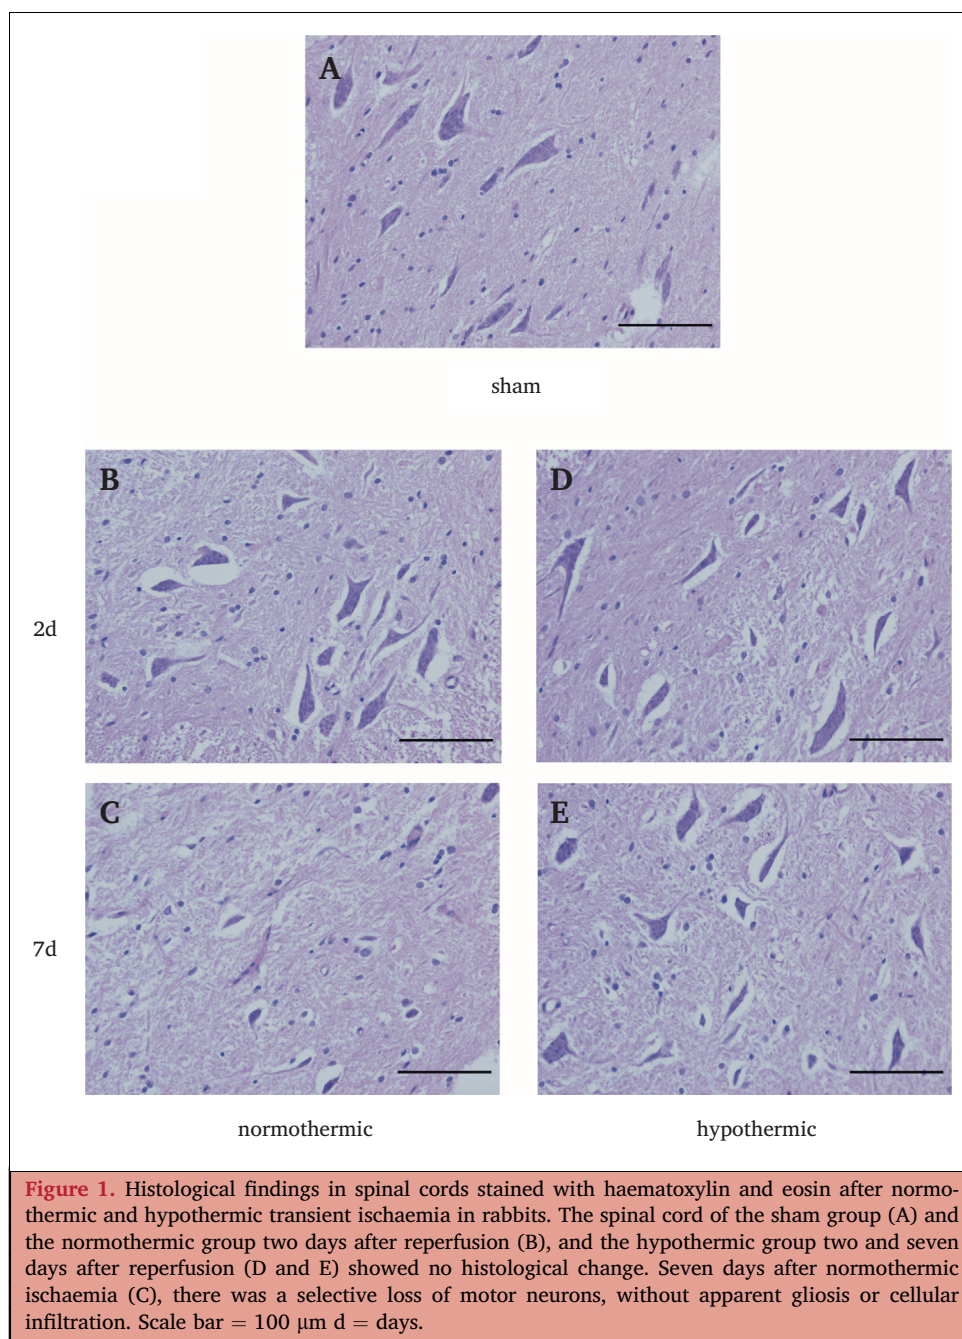 A
sham
B
D
2d
C
E
7d
normothermic
hypothermic
Figure 1. Histological findings in spinal cords stained with haematoxylin and eosin after normo-
thermic and hypothermic transient ischaemia in rabbits. The spinal cord of the sham group (A) and
the normothermic group two days after reperfusion (B), and the hypothermic group two and seven
days after reperfusion (D and E) showed no histological change. Seven days after normothermic
ischaemia (C), there was a selective loss of motor neurons, without apparent gliosis or cellular
infiltration. Scale bar = 100 μm d = days.